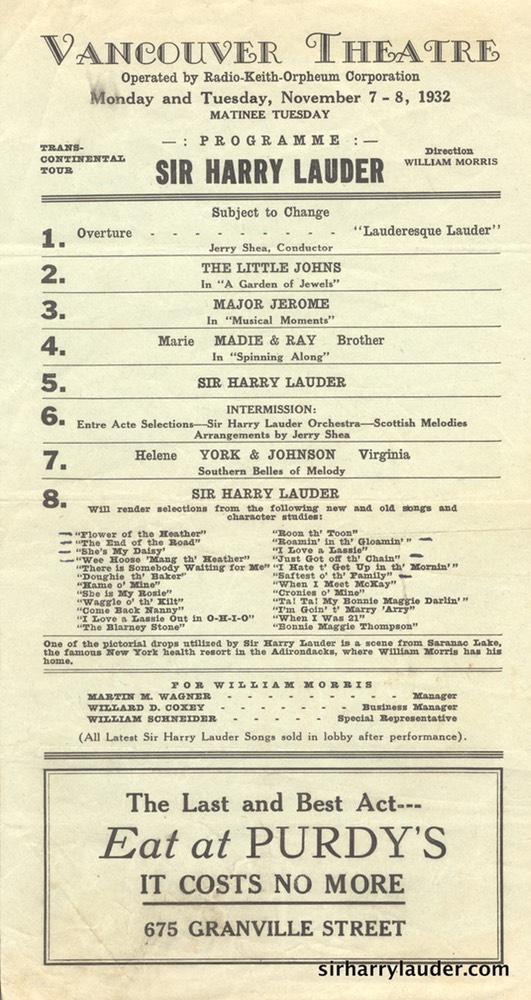 VANCOUVER THEATRE
Operated by Radio-Keith-Orpheum Corporation
Monday and Tuesday, November 7 - 8, 1932
MATINEE TUESDAY
—: PROGRAMME :—
TRANS-
CONTINENTAL
TOUR
SIR HARRY LAUDER
Direction
WILLIAM MORRIS
Subject to Change
1. Overture - - - - - - - - - "Lauderesque Lauder"
Jerry Shea, Conductor
2. THE LITTLE JOHNS
In "A Garden of Jewels"
3. MAJOR JEROME
In "Musical Moments"
4. Marie MADIE & RAY Brother
In "Spinning Along"
5. SIR HARRY LAUDER
6. INTERMISSION:
Entre Acte Selections—Sir Harry Lauder Orchestra—Scottish Melodies
Arrangements by Jerry Shea
7. Helene YORK & JOHNSON Virginia
Southern Belles of Melody
8. SIR HARRY LAUDER
Will render selections from the following new and old songs and
character studies:
"Flower of the Heather"
"The End of the Road"
"She's My Daisy'
"Wee Hoose 'Mang th' Heather"
"There is Somebody Waiting for Me"
"Doughie th' Baker"
"Hame o' Mine"
"She is My Rosie"
"Waggle o' th' Kilt"
"Come Back Nanny"
"I Love a Lassie Out in O-H-I-O"
"The Blarney Stone"
"Roon th' Toon"
"Roamin' in th' Gloamin' "
"I Love a Lassie"
"Just Got off th' Chain"
"I Hate t' Get Up in th' Mornin' "
"Saftest o' th' Family"
"When I Meet McKay"
"Cronies o' Mine"
"Ta! Ta! My Bonnie Maggie Darlin' "
"I'm Goin' t' Marry 'Arry"
"When I Was 21"
"Bonnie Maggie Thompson"
One of the pictorial drops utilized by Sir Harry Lauder is a scene from Saranac Lake,
the famous New York health resort in the Adirondacks, where William Morris has his
home.
FOR WILLIAM MORRIS
MARTIN M. WAGNER - - - - - - - - - Manager
WILLARD D. COXEY - - - - - - Business Manager
WILLIAM SCHNEIDER - - - - - Special Representative
(All Latest Sir Harry Lauder Songs sold in lobby after performance).
The Last and Best Act---
Eat at PURDY'S
IT COSTS NO MORE
675 GRANVILLE STREET
sirharrylauder.com